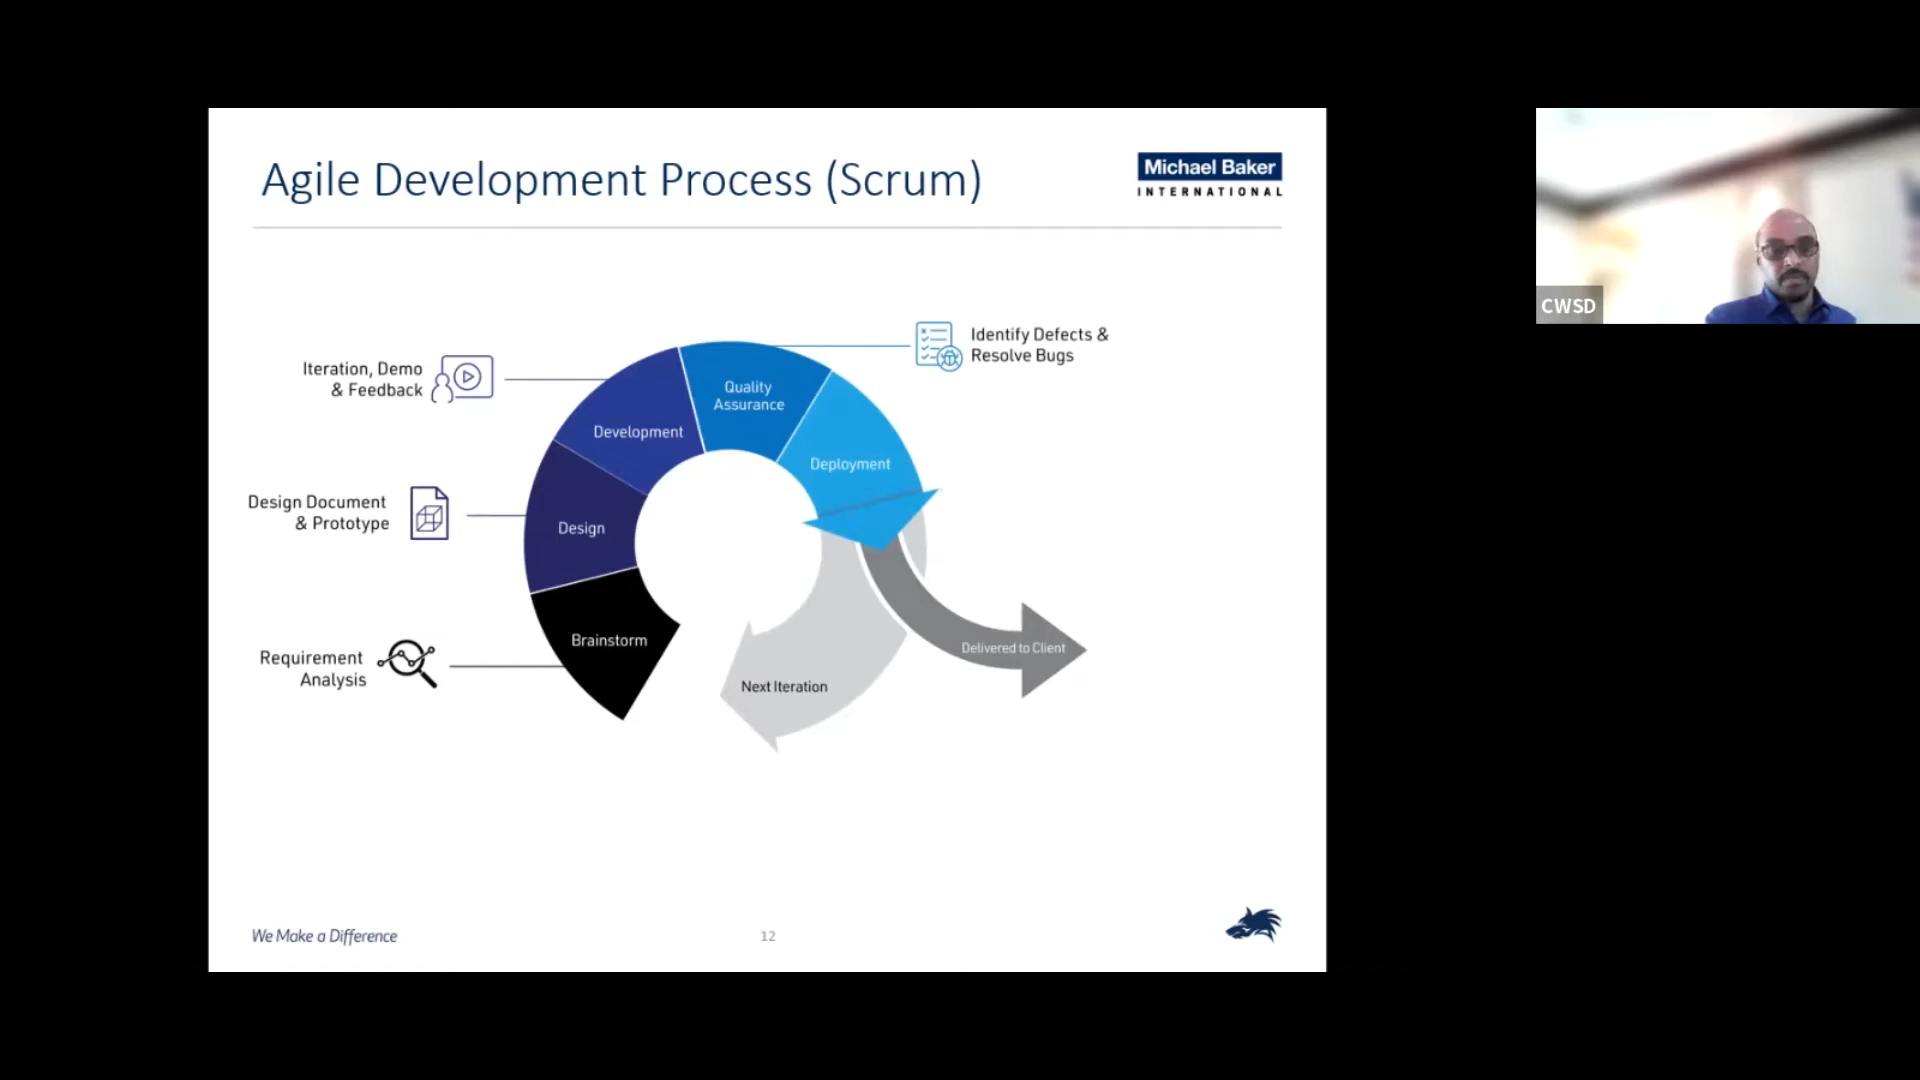 Agile Development Process (Scrum)
Michael Baker
INTERNATIONAL
CWSD
Iteration, Demo
& Feedback
Identify Defects &
Resolve Bugs
Quality
Assurance
Development
Deployment
Design Document
& Prototype
Design
Requirement
Analysis
Brainstorm
Next Iteration
Delivered to Client
We Make a Difference
12